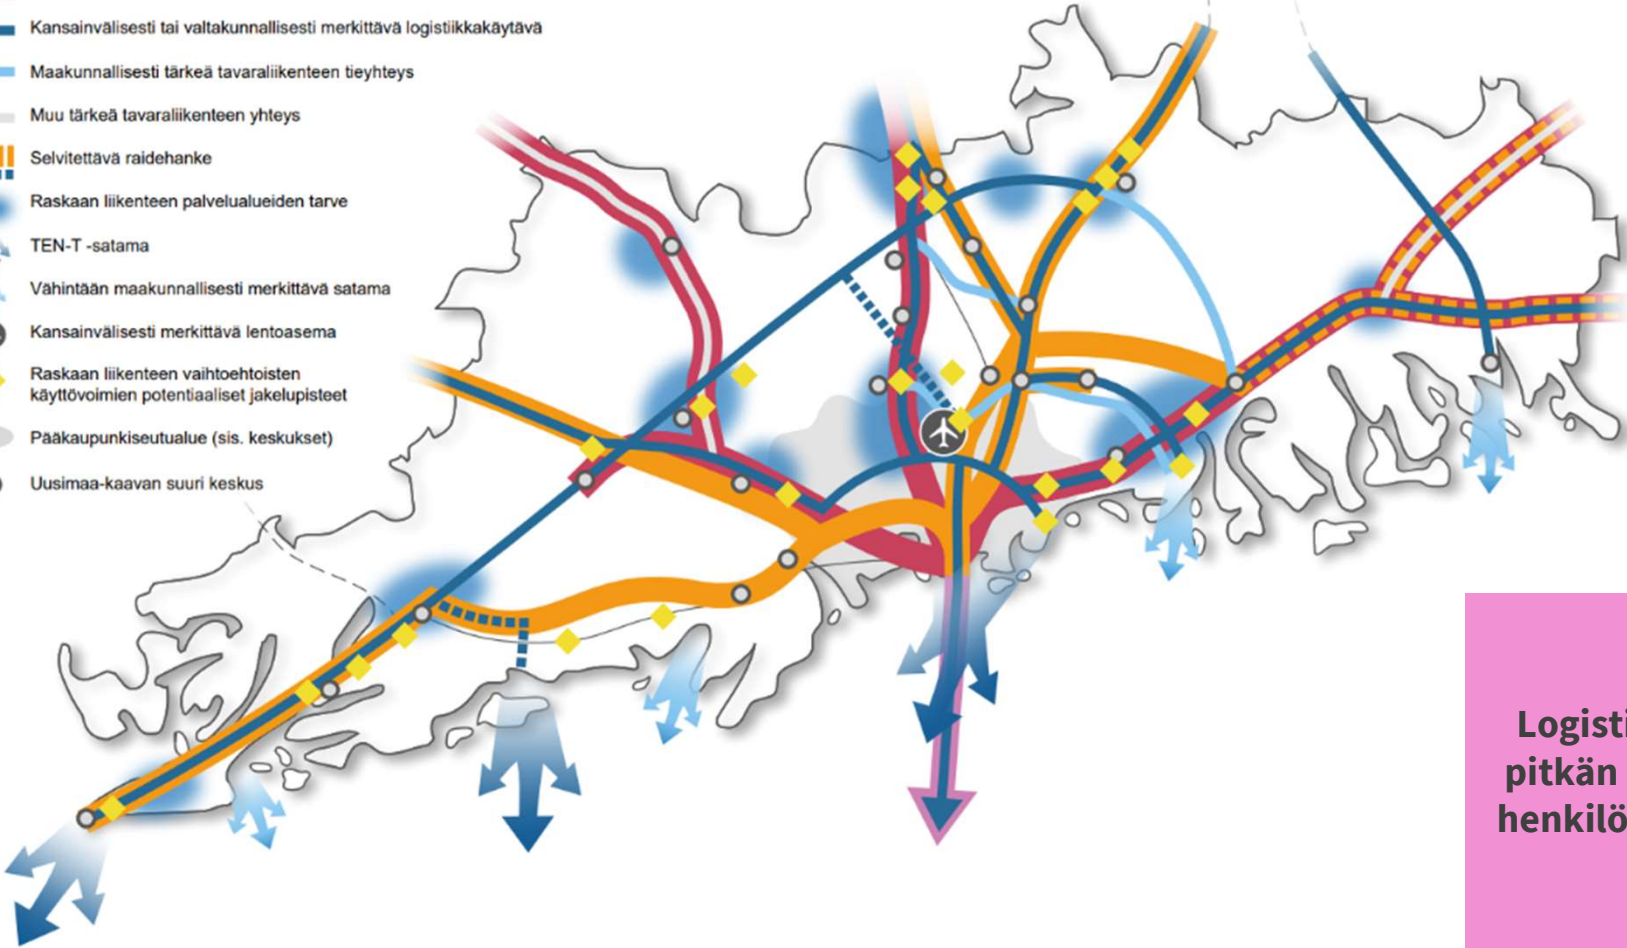 Kansainvälisesti tai valtakunnallisesti merkittävä logistiikkakäytävä
Maakunnallisesti tärkeä tavaraliikenteen tieyhteys
Muu tärkeä tavaraliikenteen yhteys
Selvitettävä raidehanke
Raskaan liikenteen palvelualueiden tarve
TEN-T -satama
Vähintään maakunnallisesti merkittävä satama
Kansainvälisesti merkittävä lentoasema
Raskaan liikenteen vaihtoehtoisten
käyttövoimien potentiaaliset jakelupisteet
Pääkaupunkiseutualue (sis. keskukset)
Uusimaa-kaavan suuri keskus
Logisti
pitkän
henkilö